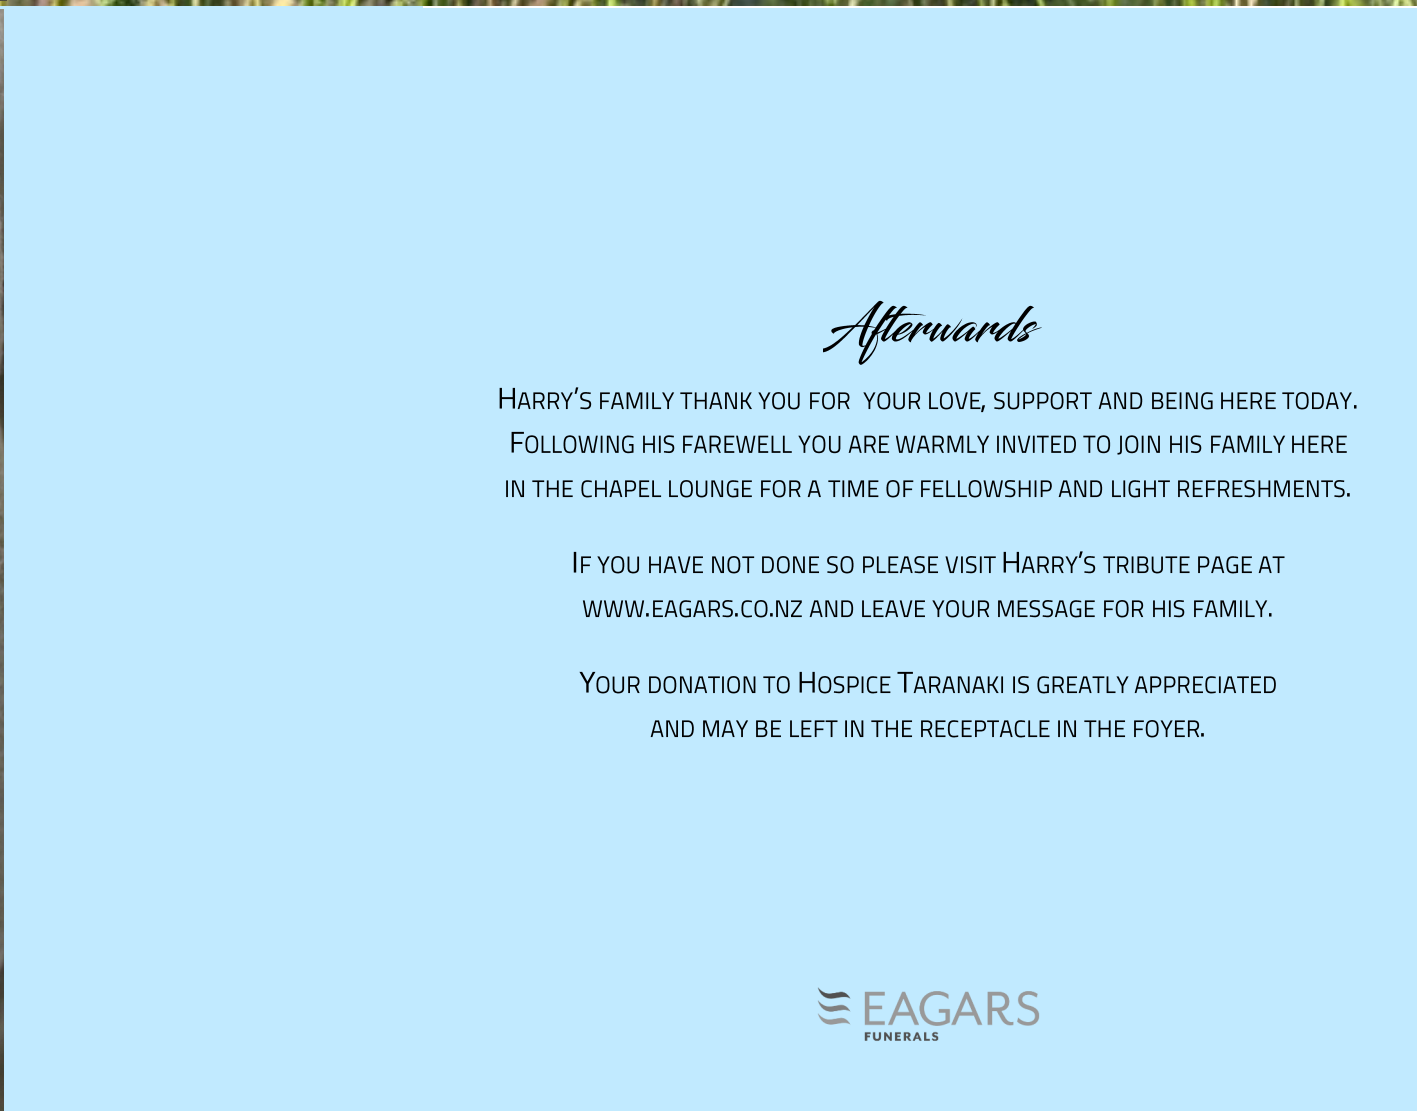 Afterwards
Harry's family thank you for  your love, support and being here today.
Following his farewell you are warmly invited to join his family here
in the chapel lounge for a time of fellowship and light refreshments.
If you have not done so please visit Harry's tribute page at
www.eagars.co.nz and leave your message for his family.
Your donation to Hospice Taranaki is greatly appreciated
and may be left in the receptacle in the foyer.
EAGARS
FUNERALS